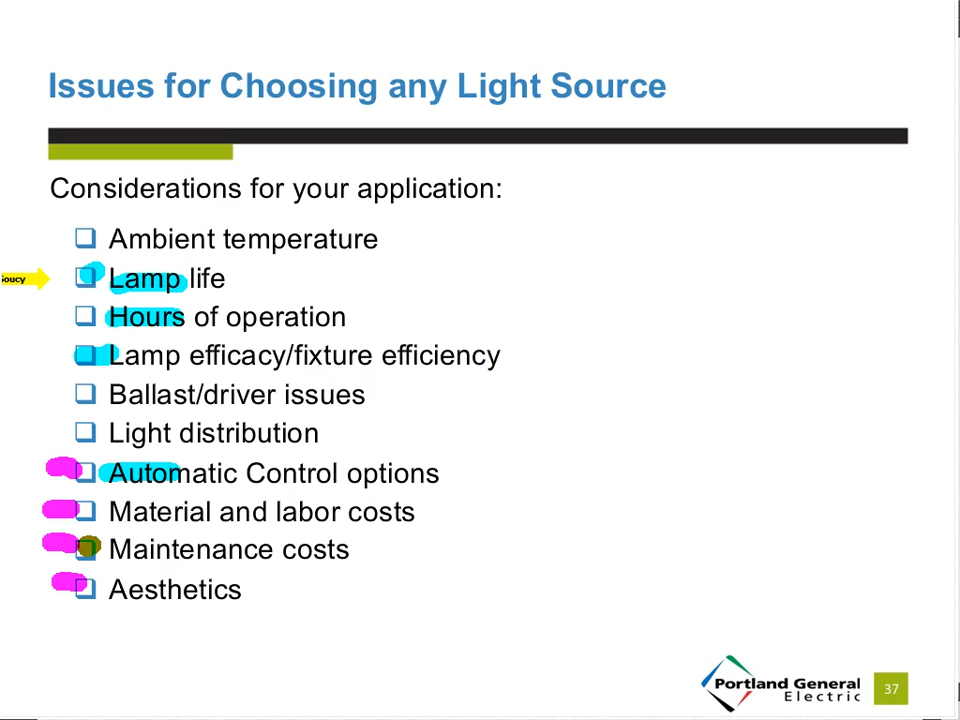 Issues for Choosing any Light Source
Considerations for your application:
❑ Ambient temperature
Soucy
❑ Lamp life
❑ Hours of operation
❑ Lamp efficacy/fixture efficiency
❑ Ballast/driver issues
❑ Light distribution
❑ Automatic Control options
❑ Material and labor costs
❑ Maintenance costs
❑ Aesthetics
Portland General
Electric
37